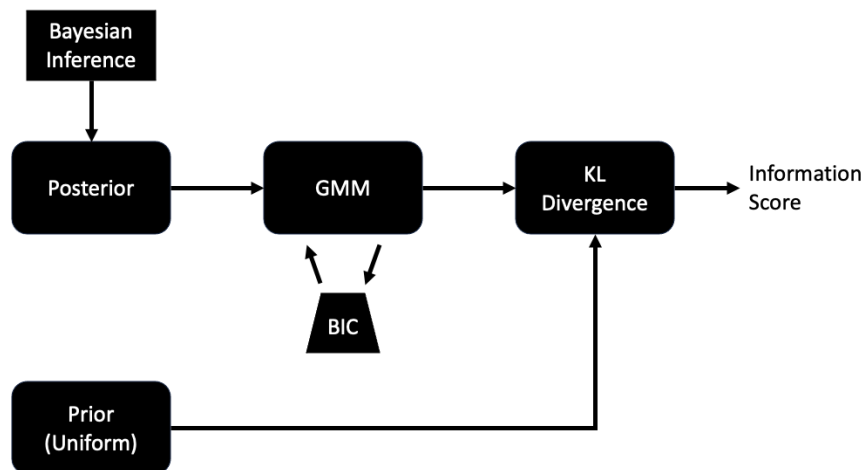 Bayesian
Inference
Posterior
GMM
KL
Divergence
Information
Score
BIC
Prior
(Uniform)